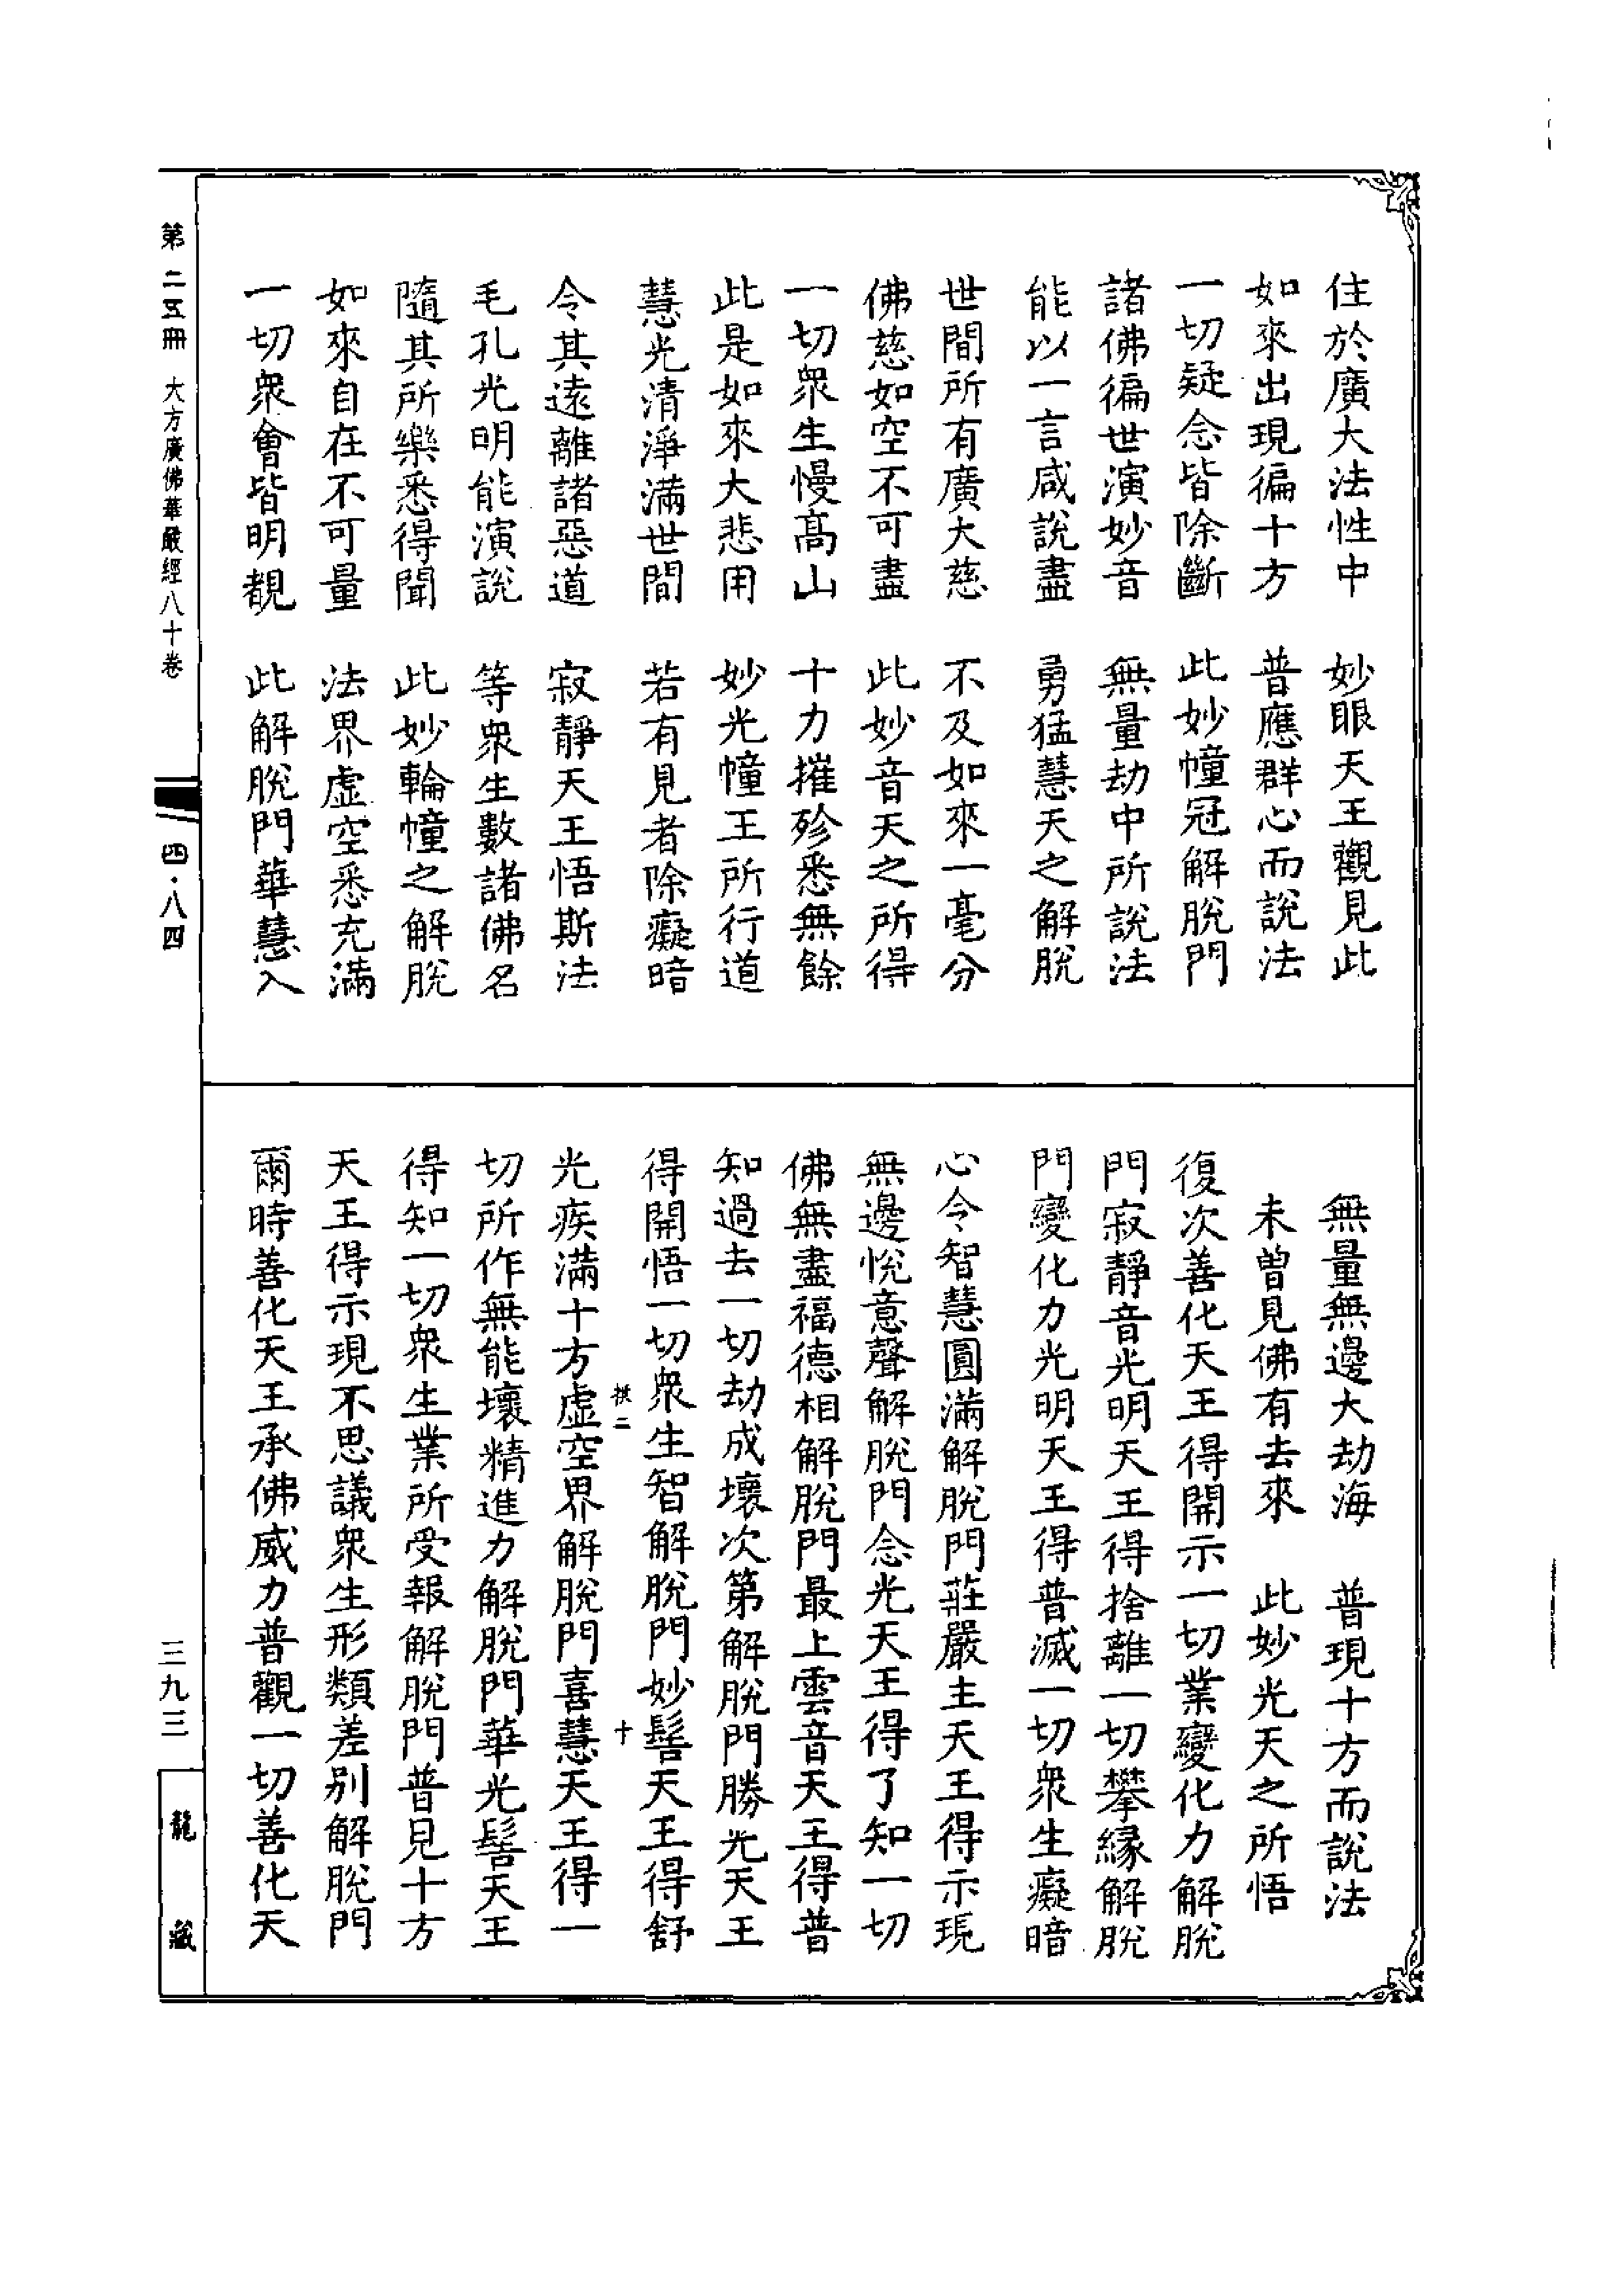 住於廣大法性中　妙眼天王觀見此
如來出現徧十方　普應群心而說法
一切疑念皆除斷　此妙幢冠解脫門
諸佛徧世演妙音　無量劫中所說法
能以一言咸說盡　勇猛慧天之解脫
世間所有廣大慈　不及如來一毫分
佛慈如空不可盡　此妙音天之所得
一切衆生慢高山　十力摧殄悉無餘
此是如來大悲用　妙光幢王所行道
慧光清淨滿世間　若有見者除癡暗
令其遠離諸惡道　寂靜天王悟斯法
毛孔光明能演說　等衆生數諸佛名
隨其所樂悉得聞　此妙輪幢之解脫
如來自在不可量　法界虛空悉充滿
一切衆會皆明覩　此解脫門華慧入
無量無邊大劫海　普現十方而說法
未曾見佛有去來　此妙光天之所悟
復次善化天王得開示一切業變化力解脫
門寂靜音光明天王得捨離一切攀緣解脫
門變化力光明天王得普滅一切衆生癡暗
心令智慧圓滿解脫門莊嚴主天王得示現
無邊悅意聲解脫門念光天王得了知一切
佛無盡福德相解脫門最上雲音天王得普
知過去一切劫成壞次第解脫門勝光天王
得開悟一切衆生智解脫門妙髻天王得舒
二　十
光疾滿十方虛空界解脫門喜慧天王得一
切所作無能壞精進力解脫門華光髻天王
得知一切衆生業所受報解脫門普見十方
天王得示現不思議衆生形類差別解脫門
爾時善化天王承佛威力普觀一切善化天
第二五冊　大方廣佛華嚴經八十卷　四·八四
三九三　龍藏